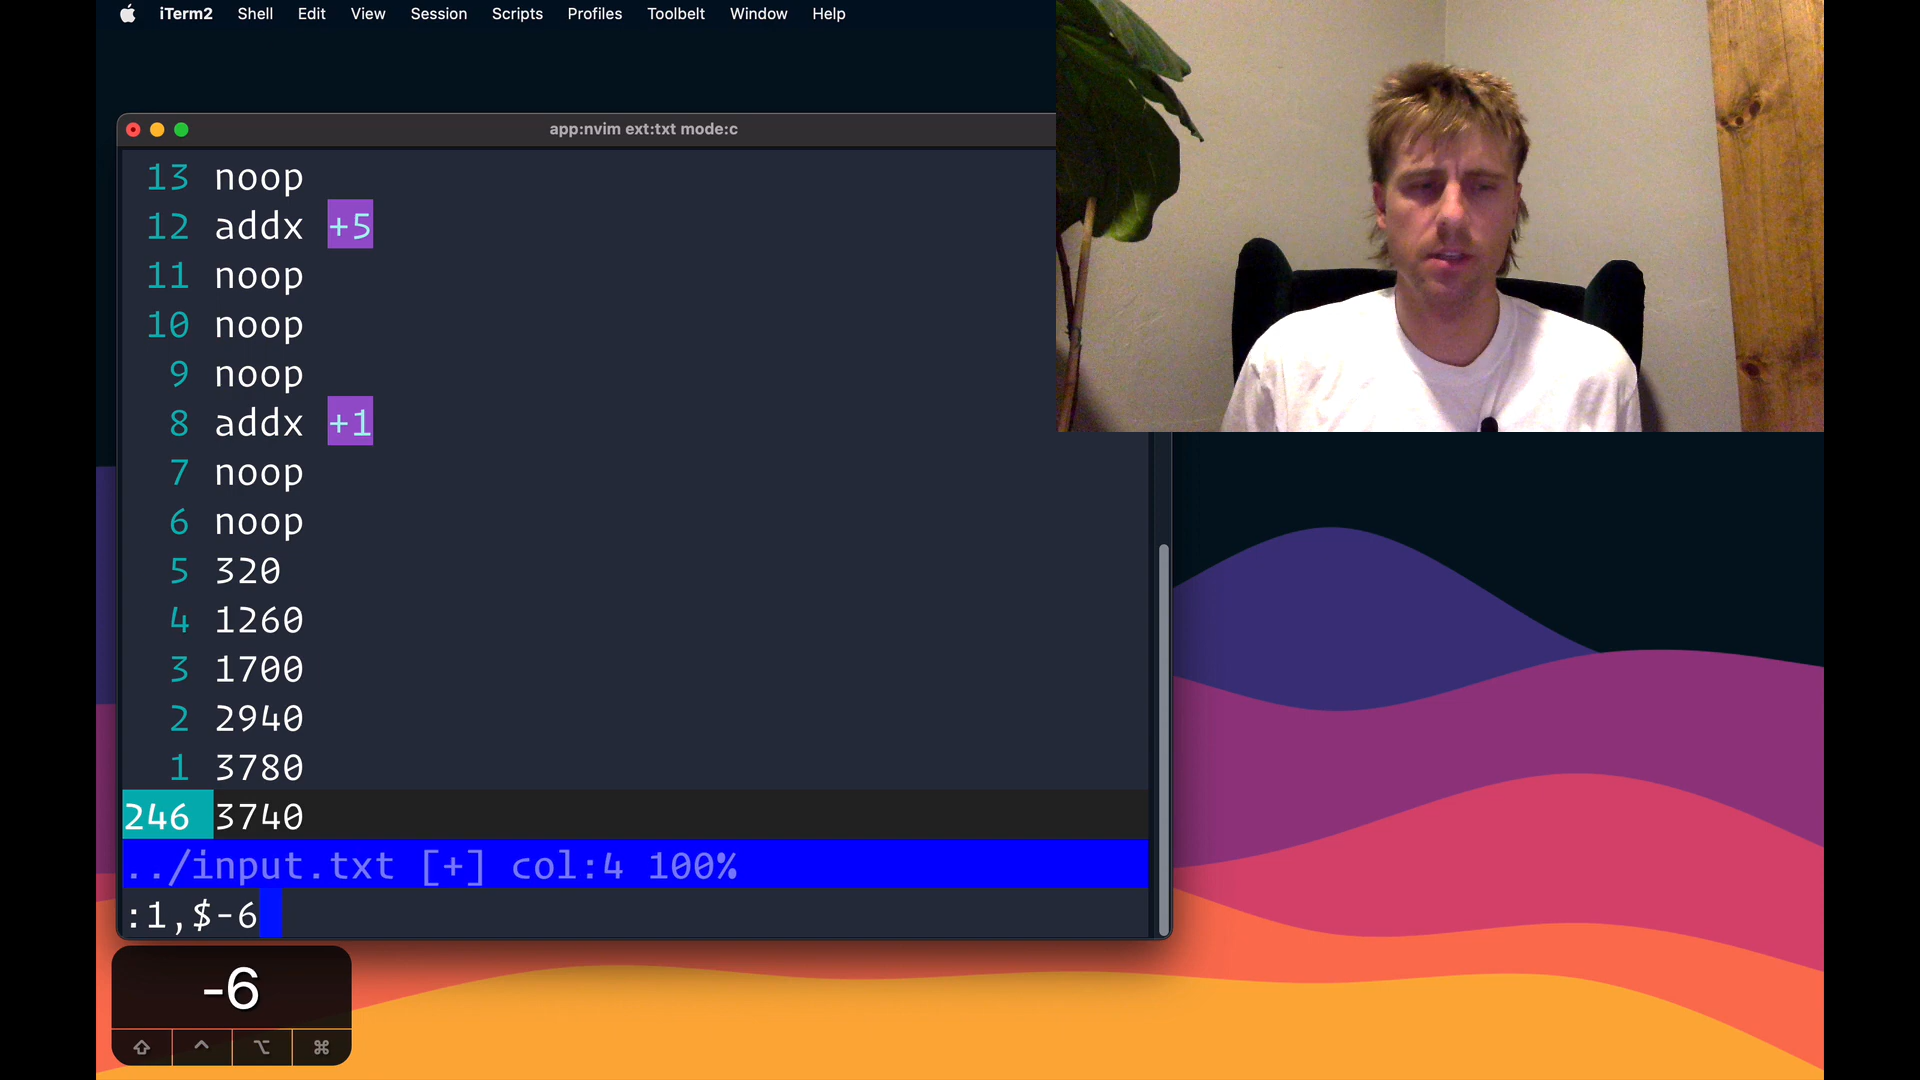 iTerm2 Shell Edit View Session Scripts Profiles Toolbelt Window Help
app:nvim ext:txt mode:c
13 noop
12 addx +5
11 noop
10 noop
9 noop
8 addx +1
7 noop
6 noop
5 320
4 1260
3 1700
2 2940
1 3780
246 3740
../input.txt [+] col:4 100%
:1,$-6
-6
⇧ ^ ⌥ ⌘